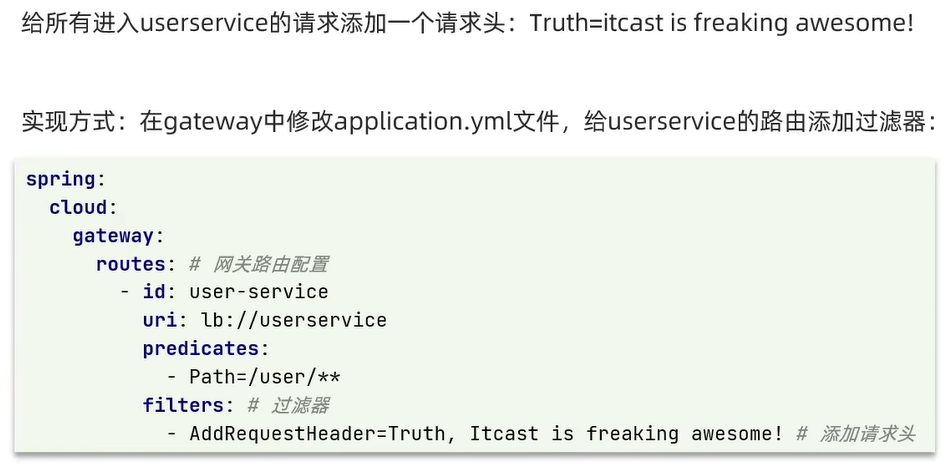 给所有进入userservice的请求添加一个请求头：Truth=itcast is freaking awesome!
实现方式：在gateway中修改application.yml文件，给userservice的路由添加过滤器：
spring:
  cloud:
    gateway:
      routes: # 网关路由配置
        - id: user-service
          uri: lb://userservice
          predicates:
            - Path=/user/**
          filters: # 过滤器
            - AddRequestHeader=Truth, Itcast is freaking awesome! # 添加请求头